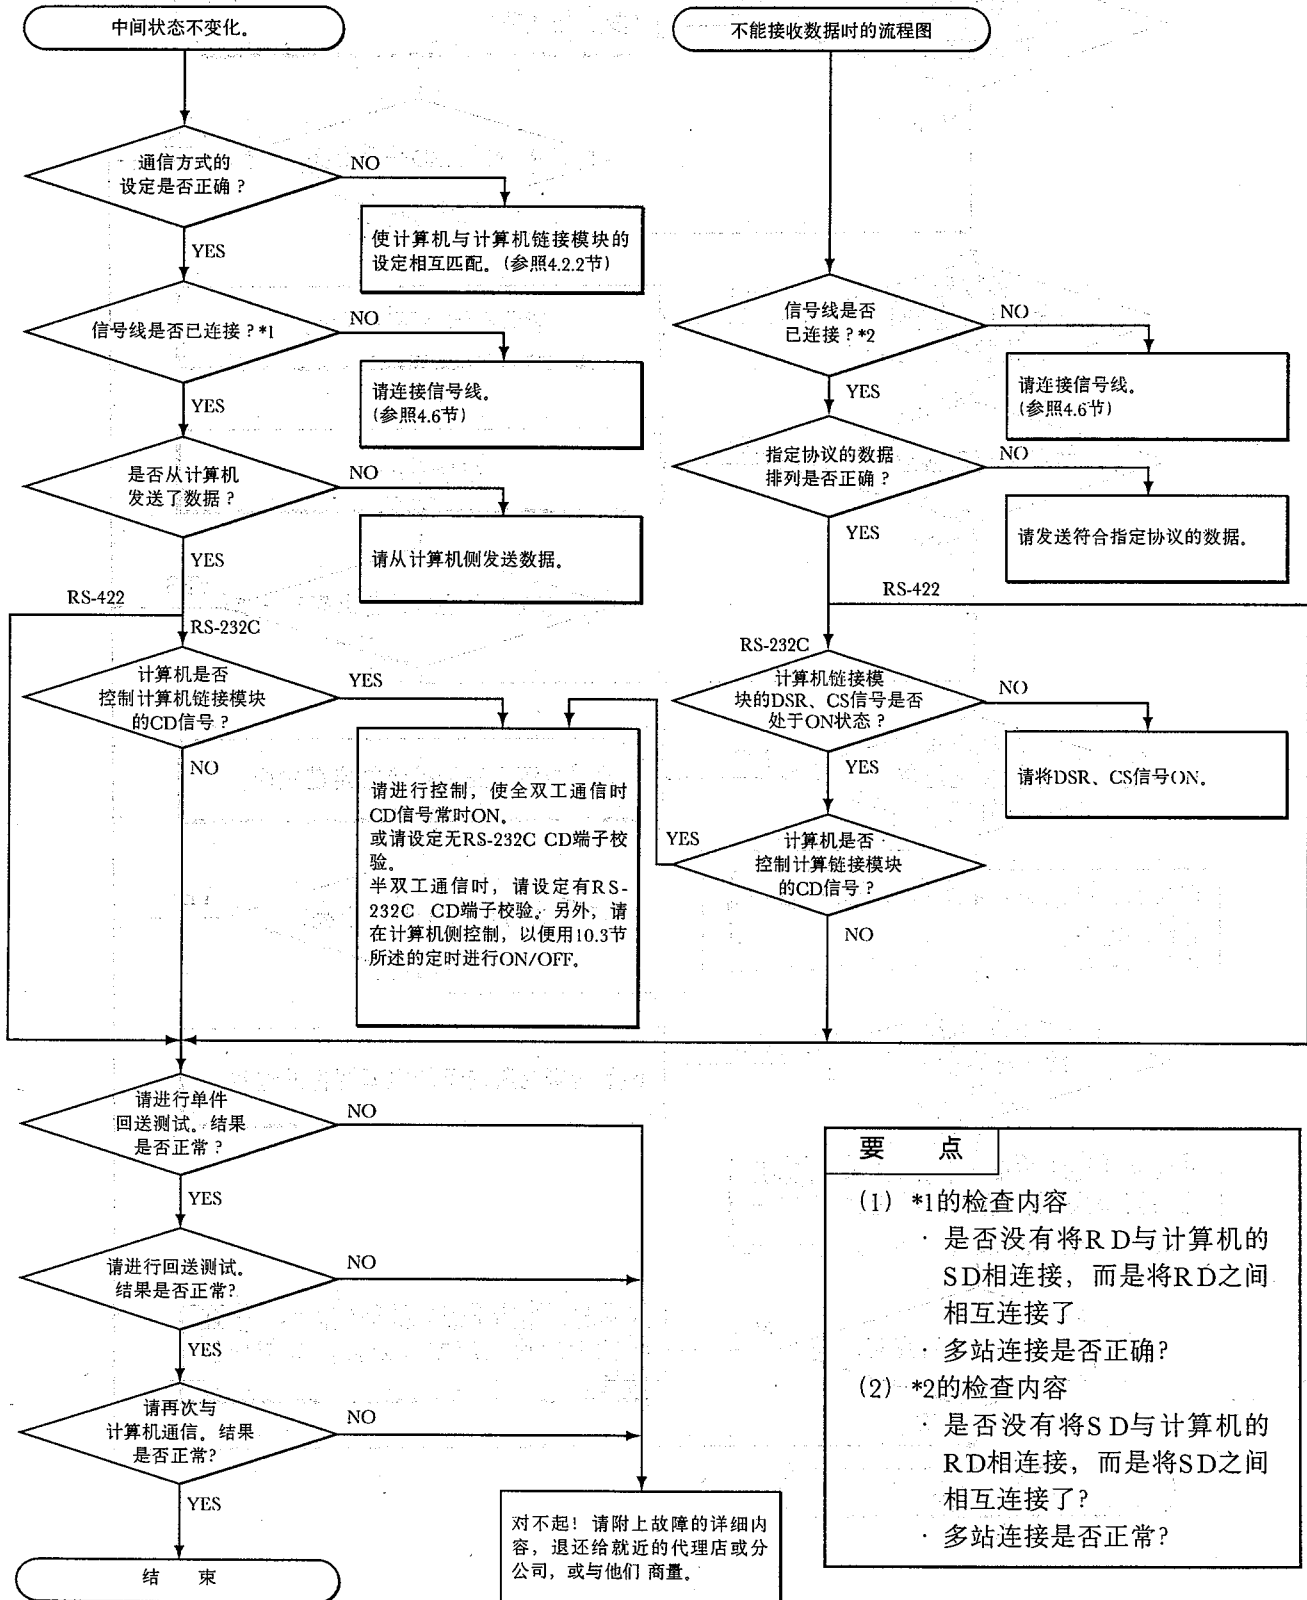 中间状态不变化。
通信方式的
设定是否正确？
NO
YES
使计算机与计算机链接模块的
设定相互匹配。(参照4.2.2节)
信号线是否已连接？*1
NO
YES
请连接信号线。
(参照4.6节)
是否从计算机
发送了数据？
NO
YES
请从计算机侧发送数据。
RS-422
RS-232C
计算机是否
控制计算机链接模块
的CD信号？
YES
NO
请进行控制，使全双工通信时
CD信号常时ON。
或请设定无RS-232C CD端子校
验。
半双工通信时，请设定有RS-
232C CD端子校验。另外，请
在计算机侧控制，以便用10.3节
所述的定时进行ON/OFF。
不能接收数据时的流程图
信号线是否
已连接？*2
NO
YES
请连接信号线。
(参照4.6节)
指定协议的数据
排列是否正确？
NO
YES
请发送符合指定协议的数据。
RS-422
RS-232C
计算机链接模
块的DSR、CS信号是否
处于ON状态？
NO
YES
请将DSR、CS信号ON。
计算机是否
控制计算链接模块
的CD信号？
YES
NO
请进行单件
回送测试。结果
是否正常？
NO
YES
请进行回送测试。
结果是否正常?
NO
YES
请再次与
计算机通信。结果
是否正常?
NO
YES
结 束
对不起！请附上故障的详细内
容，退还给就近的代理店或分
公司，或与他们 商量。
要 点
(1) *1的检查内容
· 是否没有将RD与计算机的
SD相连接，而是将RD之间
相互连接了
· 多站连接是否正确?
(2) *2的检查内容
· 是否没有将SD与计算机的
RD相连接，而是将SD之间
相互连接了?
· 多站连接是否正常?